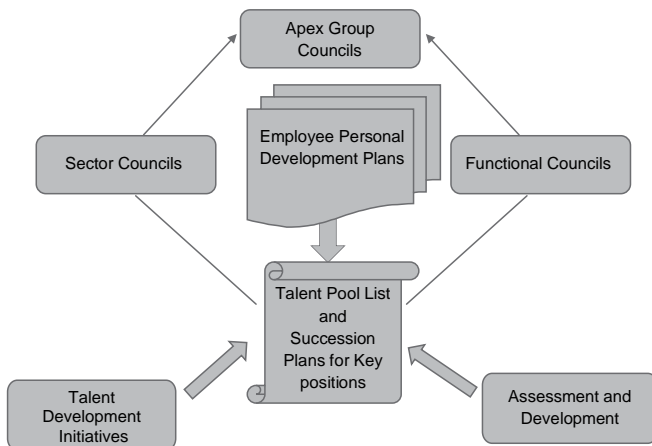 Apex Group
Councils
Employee Personal
Development Plans
Sector Councils
Functional Councils
Talent Pool List
and
Succession
Plans for Key
positions
Talent
Development
Initiatives
Assessment and
Development